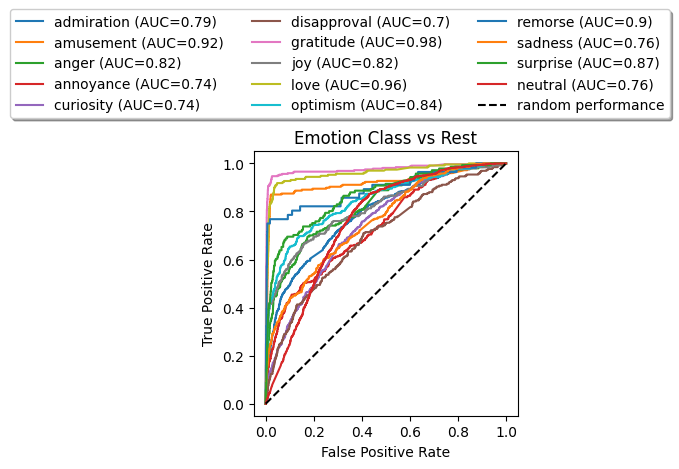 admiration (AUC=0.79) disapproval (AUC=0.7) remorse (AUC=0.9)
amusement (AUC=0.92) gratitude (AUC=0.98) sadness (AUC=0.76)
anger (AUC=0.82) joy (AUC=0.82) surprise (AUC=0.87)
annoyance (AUC=0.74) love (AUC=0.96) neutral (AUC=0.76)
curiosity (AUC=0.74) optimism (AUC=0.84) random performance
Emotion Class vs Rest
1.0
0.8
0.6
0.4
0.2
0.0
True Positive Rate
0.0 0.2 0.4 0.6 0.8 1.0
False Positive Rate